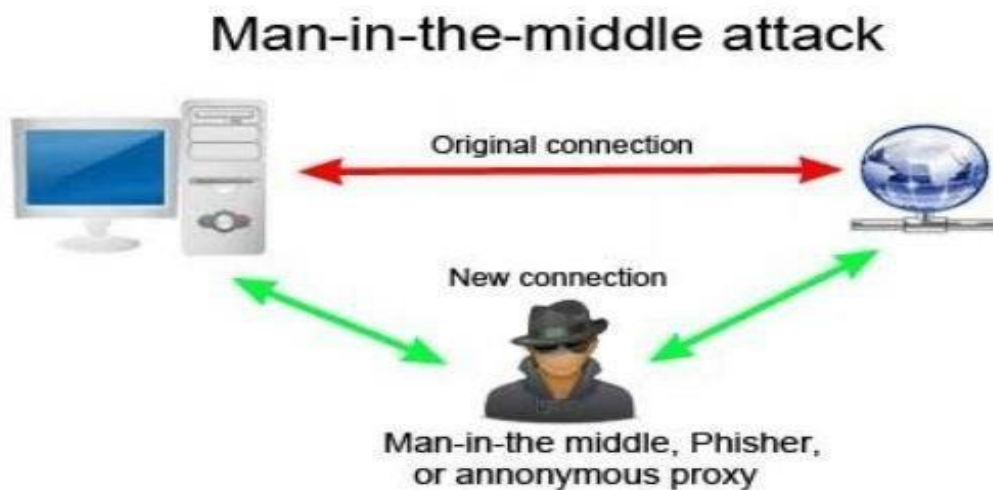 Man-in-the-middle attack
Original connection
New connection
Man-in-the middle, Phisher,
or annonymous proxy